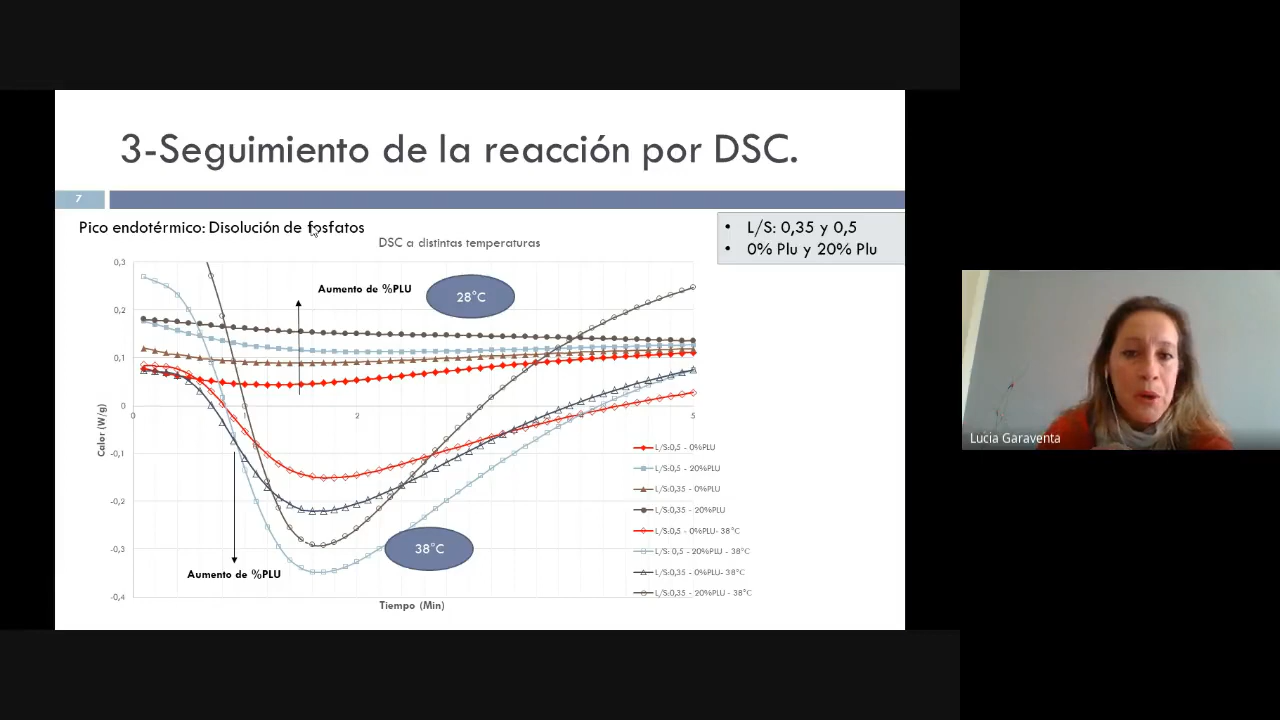 3-Seguimiento de la reacción por DSC.
7
Pico endotérmico: Disolución de fosfatos
• L/S: 0,35 y 0,5
• 0% Plu y 20% Plu
DSC a distintas temperaturas
0,3
0,2
0,1
0
-0,1
-0,2
-0,3
-0,4
Calor (W/g)
0
1
2
3
5
Tiempo (Min)
Aumento de %PLU
28°C
38°C
Aumento de %PLU
L/S:0,5 - 0%PLU
L/S:0,5 - 20%PLU
L/S:0,35 - 0%PLU
L/S:0,35 - 20%PLU
L/S:0,5 - 0%PLU- 38°C
L/S: 0,5 - 20%PLU - 38°C
L/S:0,35 - 0%PLU- 38°C
L/S:0,35 - 20%PLU - 38°C
Lucia Garaventa